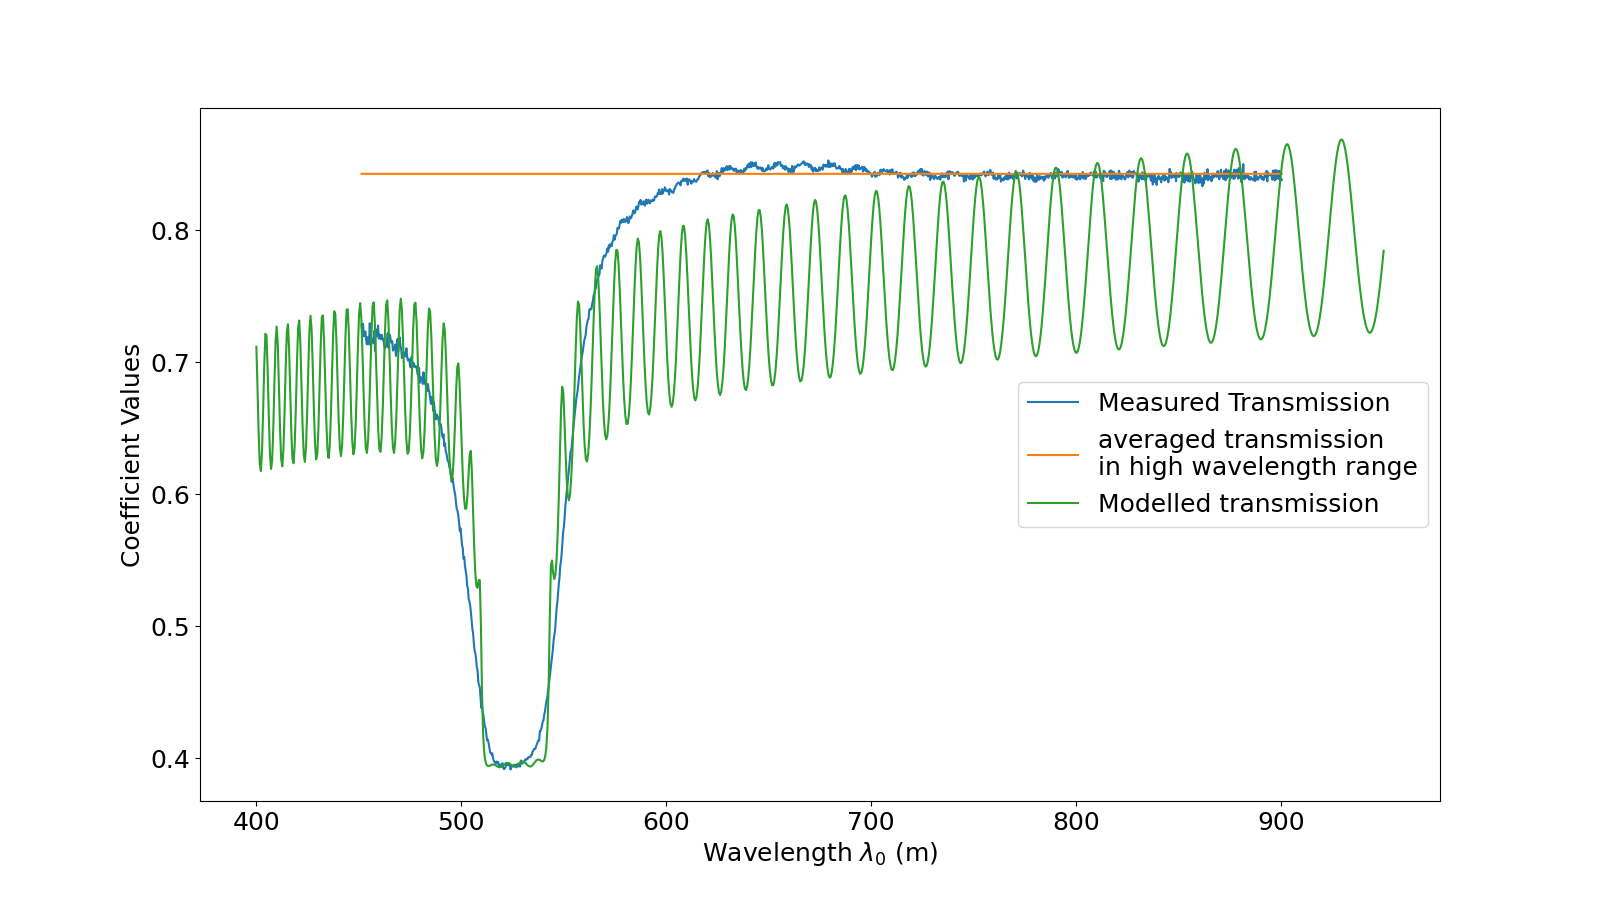 Coefficient Values
0.8
0.7
0.6
0.5
0.4
400 500 600 700 800 900
Wavelength λ₀ (m)
Measured Transmission
averaged transmission
in high wavelength range
Modelled transmission